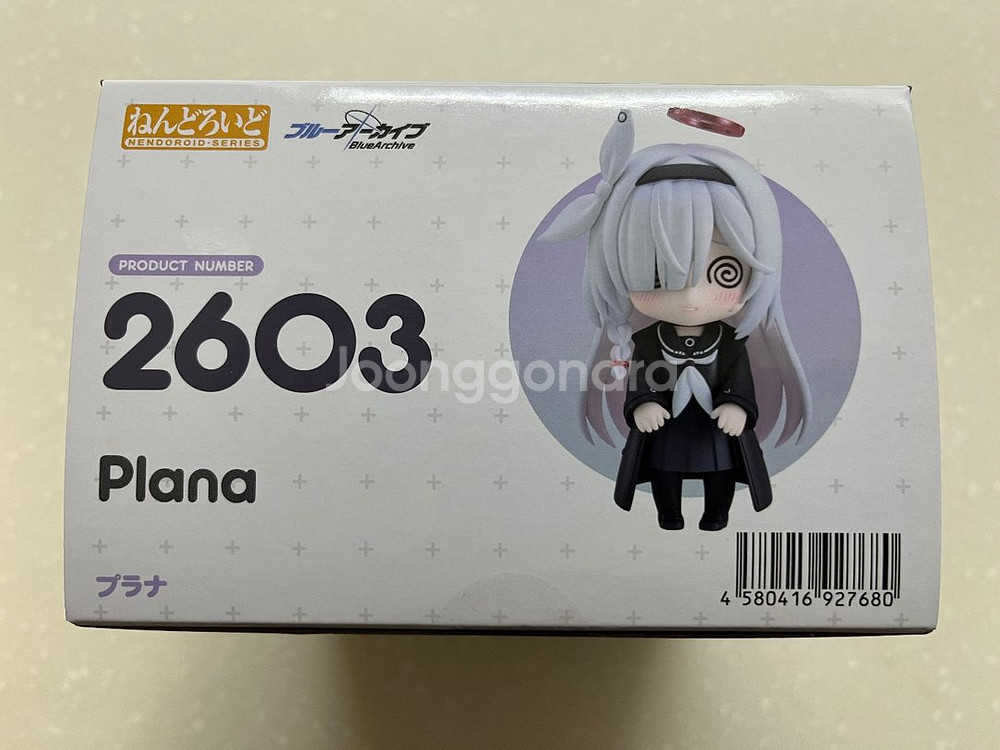 ねんどろいど
NENDOROID-SERIES
ブルーアーカイブ
BlueArchive
PRODUCT NUMBER
2603
Joonggonara
Plana
プラナ
4 580416 927680